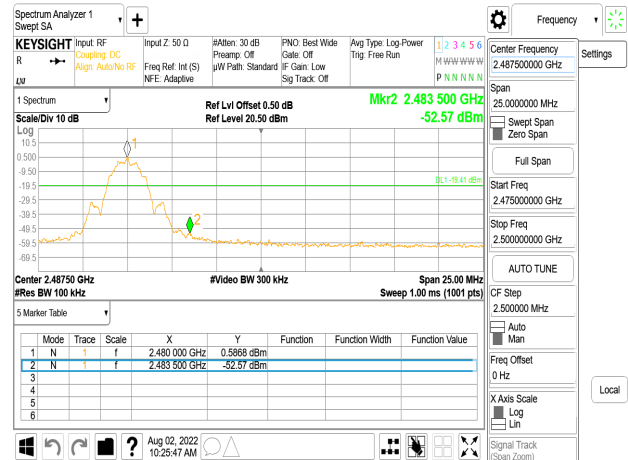 Spectrum Analyzer 1
Swept SA
Frequency
KEYSIGHT
R
Input: RF
Coupling: DC
Align: Auto/No RF
Input Z: 50 Ω
Freq Ref: Int (S)
NFE: Adaptive
#Atten: 30 dB
Preamp: Off
µW Path: Standard
PNO: Best Wide
Gate: Off
IF Gain: Low
Sig Track: Off
Avg Type: Log-Power
Trig: Free Run
1 2 3 4 5 6
M W W W W W
P N N N N N
1 Spectrum
Scale/Div 10 dB
Ref Lvl Offset 0.50 dB
Ref Level 20.50 dBm
Mkr2 2.483 500 GHz
-52.57 dBm
Log
10.5
0.500
-9.50
-19.5
-29.5
-39.5
-49.5
-59.5
-69.5
1
2
DL1 -19.41 dBm
Center 2.48750 GHz
#Res BW 100 kHz
#Video BW 300 kHz
Span 25.00 MHz
Sweep 1.00 ms (1001 pts)
5 Marker Table
Mode Trace Scale X Y Function Function Width Function Value
1 N 1 f 2.480 000 GHz 0.5868 dBm
2 N 1 f 2.483 500 GHz -52.57 dBm
3
4
5
6
?
Aug 02, 2022
10:25:47 AM
Center Frequency
2.487500000 GHz
Settings
Span
25.0000000 MHz
Swept Span
Zero Span
Full Span
Start Freq
2.475000000 GHz
Stop Freq
2.500000000 GHz
AUTO TUNE
CF Step
2.500000 MHz
Auto
Man
Freq Offset
0 Hz
X Axis Scale
Log
Lin
Local
Signal Track
(Span Zoom)